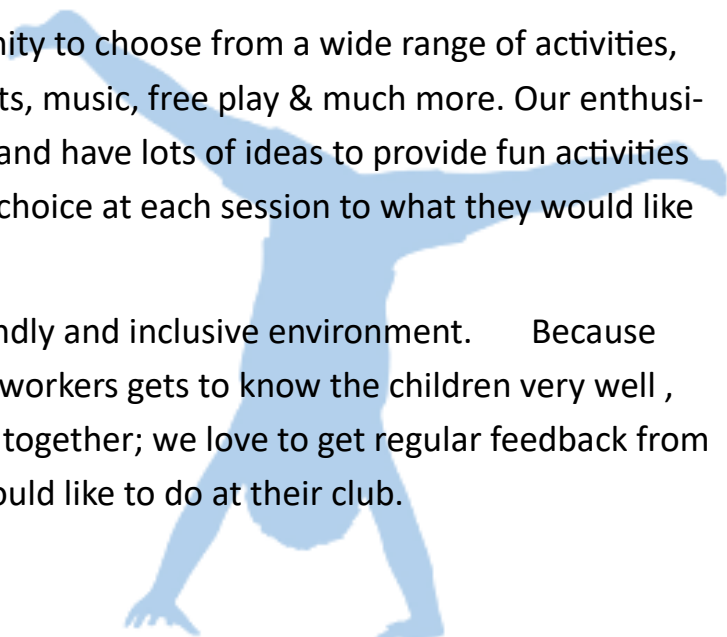 nity to choose from a wide range of activities,
ts, music, free play & much more. Our enthusi-
and have lots of ideas to provide fun activities
choice at each session to what they would like
ndly and inclusive environment. Because
workers gets to know the children very well ,
together; we love to get regular feedback from
ould like to do at their club.